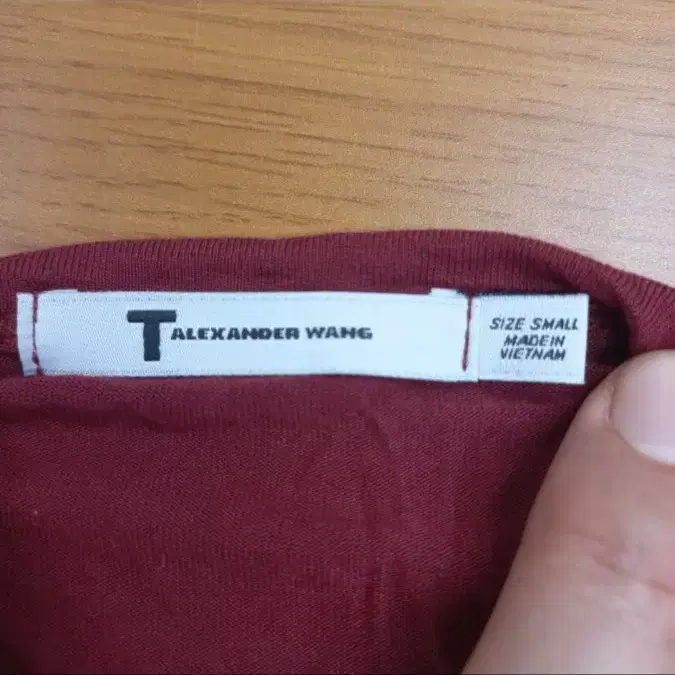 T ALEXANDER WANG
SIZE SMALL
MADE IN
VIETNAM